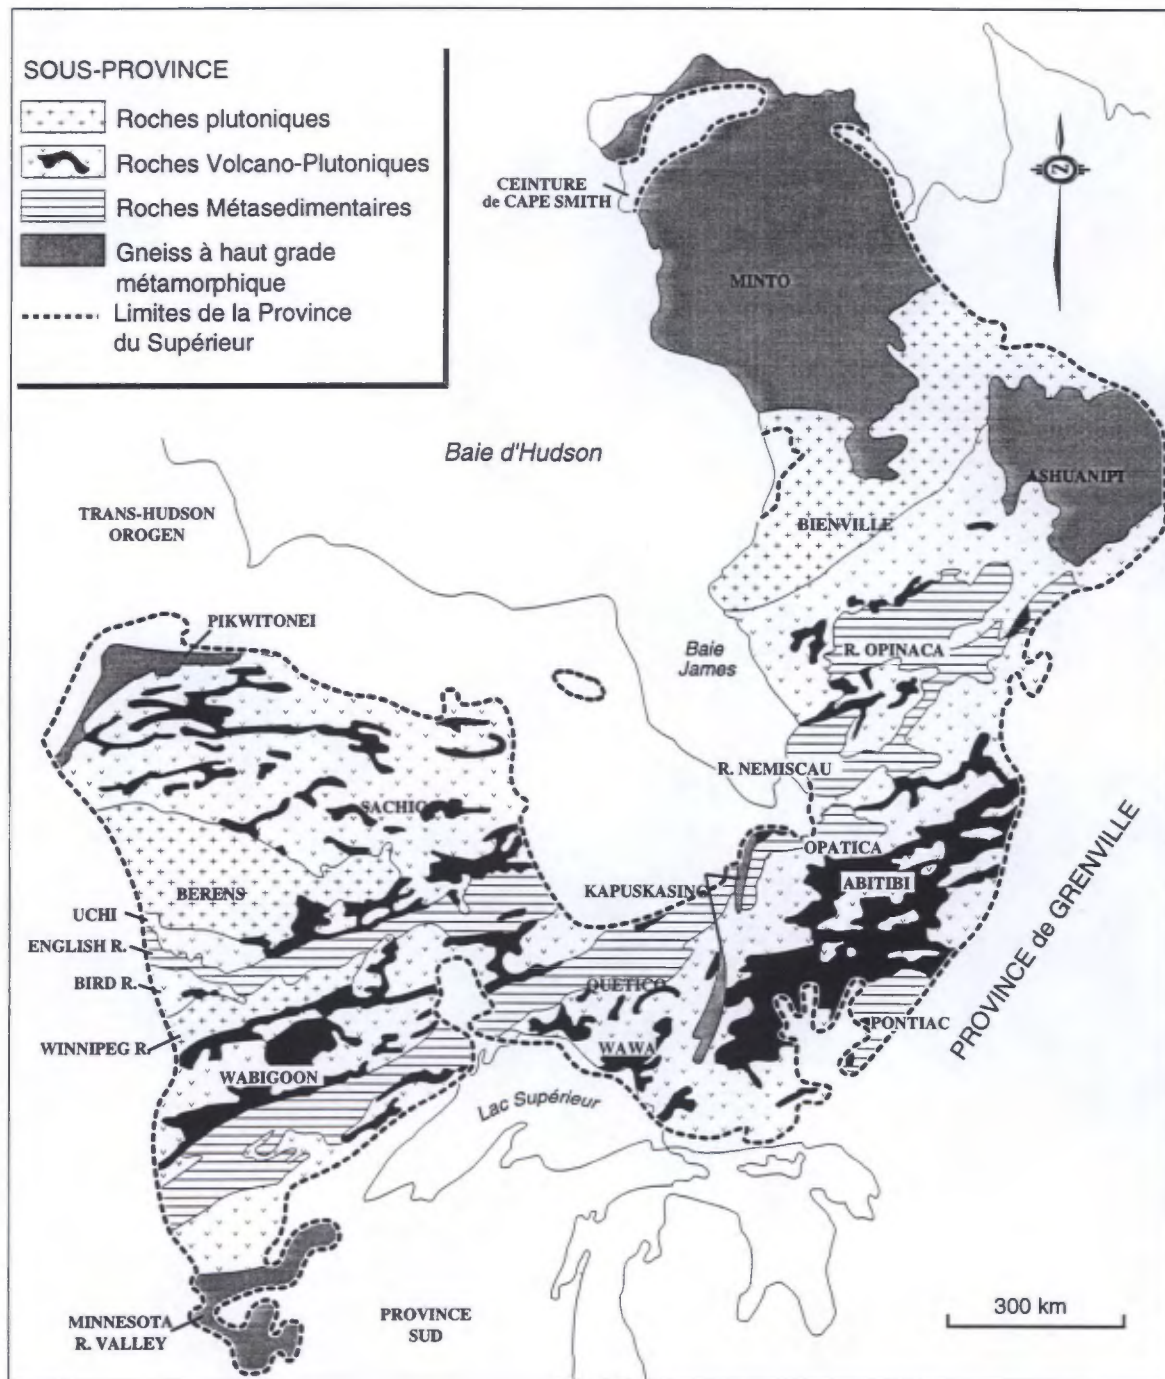 SOUS-PROVINCE
Roches plutoniques
Roches Volcano-Plutoniques
Roches Métasedimentaires
Gneiss à haut grade
métamorphique
Limites de la Province
du Supérieur
CEINTURE
de CAPE SMITH
N
MINTO
Baie d'Hudson
ASHUANIPI
TRANS-HUDSON
OROGEN
BIENVILLE
PIKWITONEI
Baie
James
R. OPINACA
R. NEMISCAU
SACHIG
OPATICA
KAPUSKASING
ABITIBI
BERENS
UCHI
ENGLISH R.
BIRD R.
QUETICO
PONTIAC
WINNIPEG R.
WAWA
WABIGOON
PROVINCE de GRENVILLE
Lac Supérieur
MINNESOTA
R. VALLEY
PROVINCE
SUD
300 km